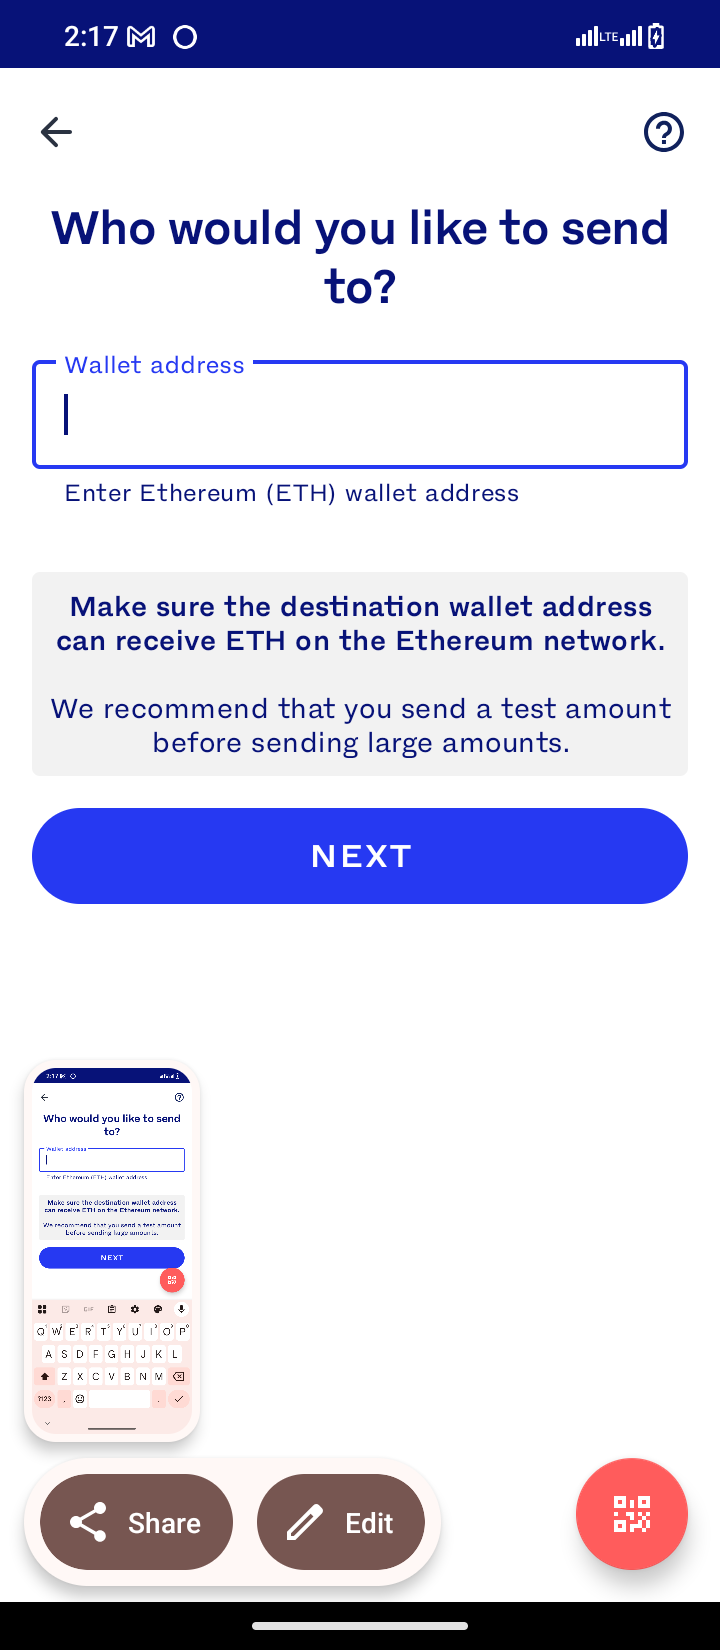 2:17
LTE
Who would you like to send
to?
Wallet address
Enter Ethereum (ETH) wallet address
Make sure the destination wallet address
can receive ETH on the Ethereum network.
We recommend that you send a test amount
before sending large amounts.
NEXT
2:17
Who would you like to send
to?
Wallet address
Enter Ethereum (ETH) wallet address
Make sure the destination wallet address
can receive ETH on the Ethereum network.
We recommend that you send a test amount
before sending large amounts.
NEXT
GIF
Q W E R T Y U I O P
A S D F G H J K L
Z X C V B N M
?123 , .
Share
Edit